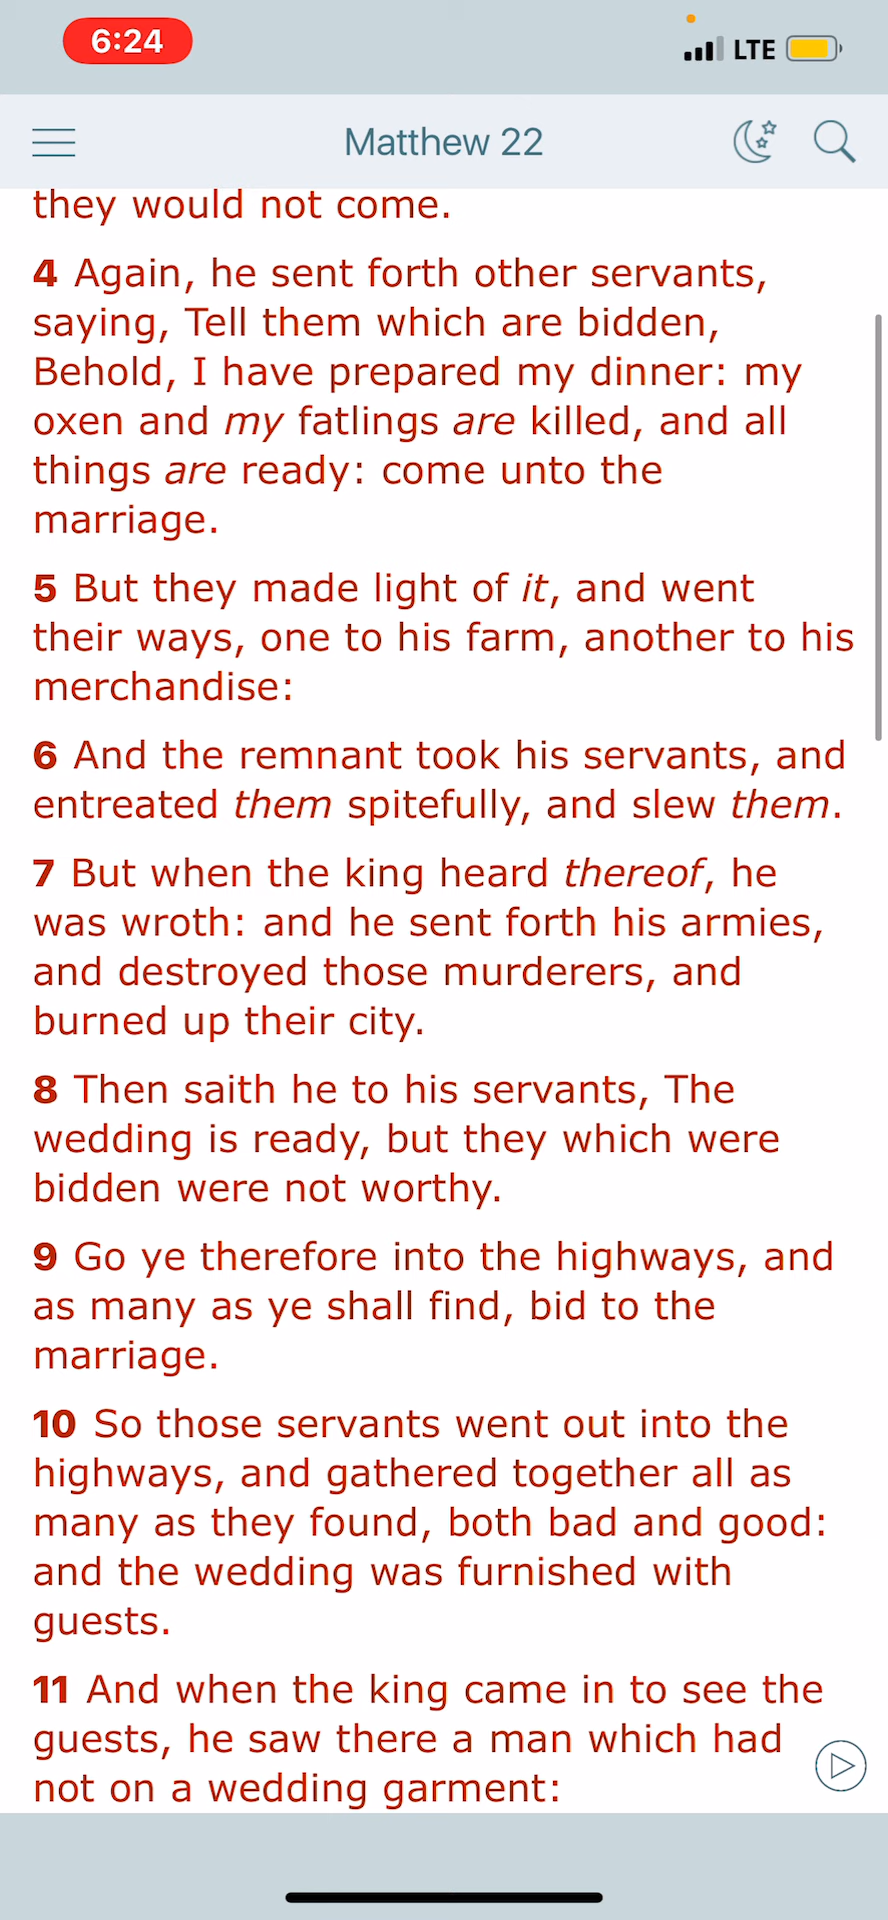 6:24
LTE
Matthew 22
they would not come.
4 Again, he sent forth other servants,
saying, Tell them which are bidden,
Behold, I have prepared my dinner: my
oxen and my fatlings are killed, and all
things are ready: come unto the
marriage.
5 But they made light of it, and went
their ways, one to his farm, another to his
merchandise:
6 And the remnant took his servants, and
entreated them spitefully, and slew them.
7 But when the king heard thereof, he
was wroth: and he sent forth his armies,
and destroyed those murderers, and
burned up their city.
8 Then saith he to his servants, The
wedding is ready, but they which were
bidden were not worthy.
9 Go ye therefore into the highways, and
as many as ye shall find, bid to the
marriage.
10 So those servants went out into the
highways, and gathered together all as
many as they found, both bad and good:
and the wedding was furnished with
guests.
11 And when the king came in to see the
guests, he saw there a man which had
not on a wedding garment: